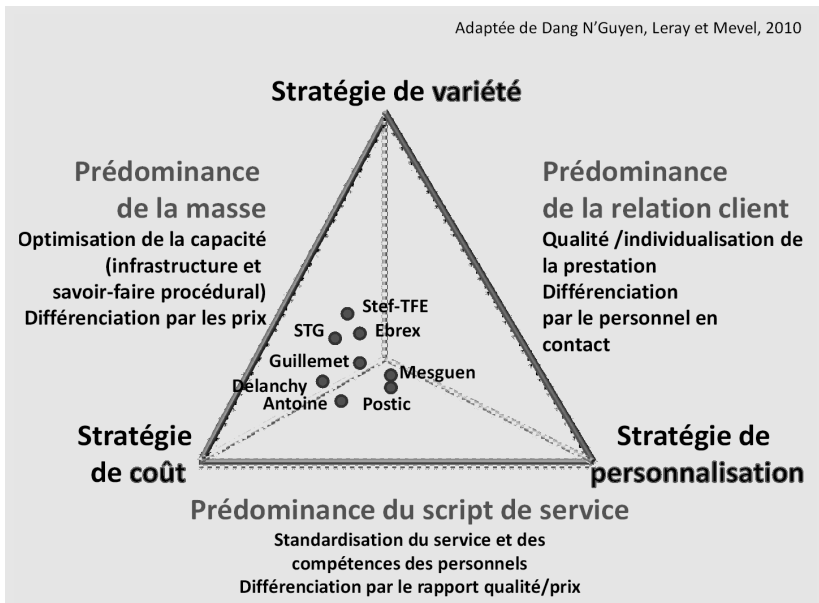 Adaptée de Dang N'Guyen, Leray et Mevel, 2010
Stratégie de variété
Prédominance
de la masse
Optimisation de la capacité
(infrastructure et
savoir-faire procédural)
Différenciation par les prix
Prédominance
de la relation client
Qualité /individualisation de
la prestation
Différenciation
par le personnel en
contact
Stef-TFE
STG
Ebrex
Guillemet
Mesguen
Délanchy
Antoine
Postic
Stratégie
de coût
Stratégie de
personnalisation
Prédominance du script de service
Standardisation du service et des
compétences des personnels
Différenciation par le rapport qualité/prix